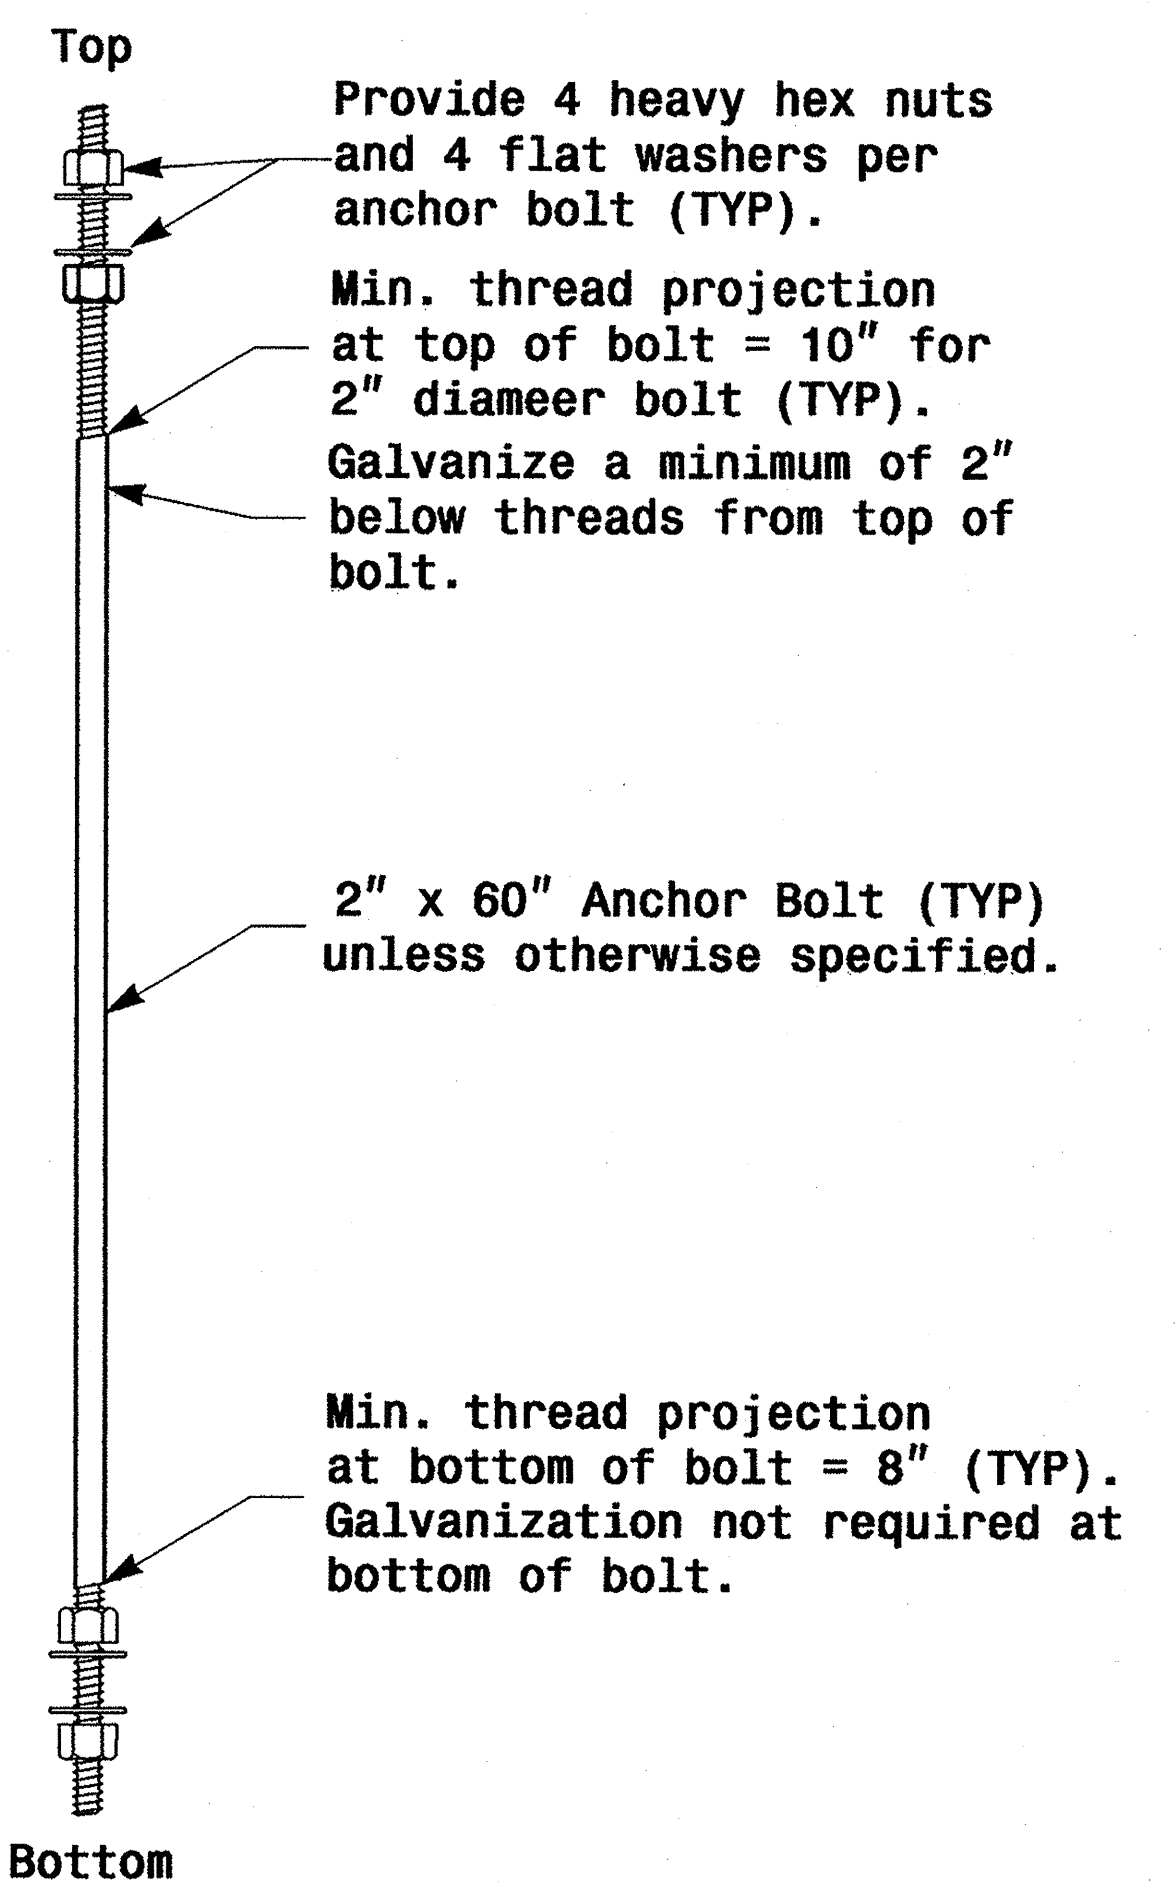 Top
Provide 4 heavy hex nuts
and 4 flat washers per
anchor bolt (TYP).
Min. thread projection
at top of bolt = 10" for
2" diameer bolt (TYP).
Galvanize a minimum of 2"
below threads from top of
bolt.
2" x 60" Anchor Bolt (TYP)
unless otherwise specified.
Min. thread projection
at bottom of bolt = 8" (TYP).
Galvanization not required at
bottom of bolt.
Bottom